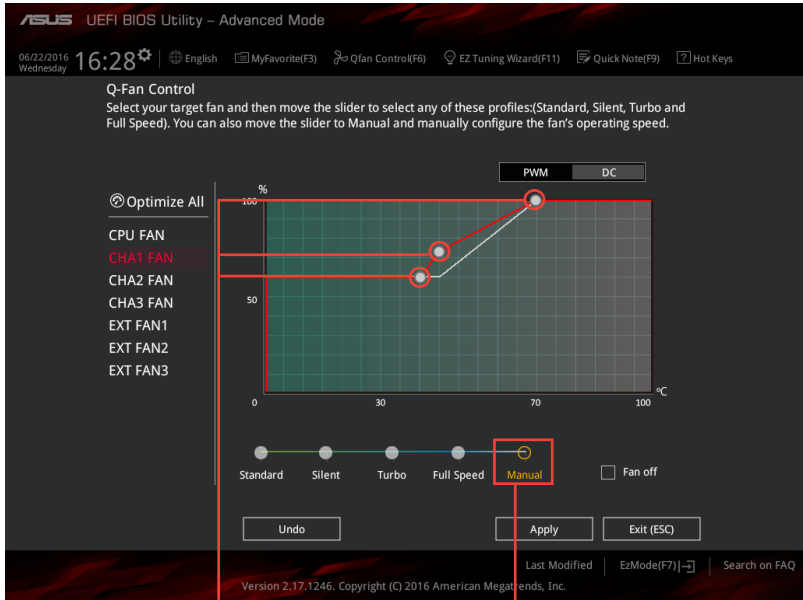 ASUS UEFI BIOS Utility – Advanced Mode
06/22/2016
Wednesday
16:28
English MyFavorite(F3) Qfan Control(F6) EZ Tuning Wizard(F11) Quick Note(F9) ? Hot Keys
Q-Fan Control
Select your target fan and then move the slider to select any of these profiles:(Standard, Silent, Turbo and
Full Speed). You can also move the slider to Manual and manually configure the fan's operating speed.
PWM DC
Optimize All
CPU FAN
CHA1 FAN
CHA2 FAN
CHA3 FAN
EXT FAN1
EXT FAN2
EXT FAN3
%
100
50
0 30 70 100
ºC
Standard Silent Turbo Full Speed Manual
Fan off
Undo Apply Exit (ESC)
Last Modified EzMode(F7) Search on FAQ
Version 2.17.1246. Copyright (C) 2016 American Megatrends, Inc.